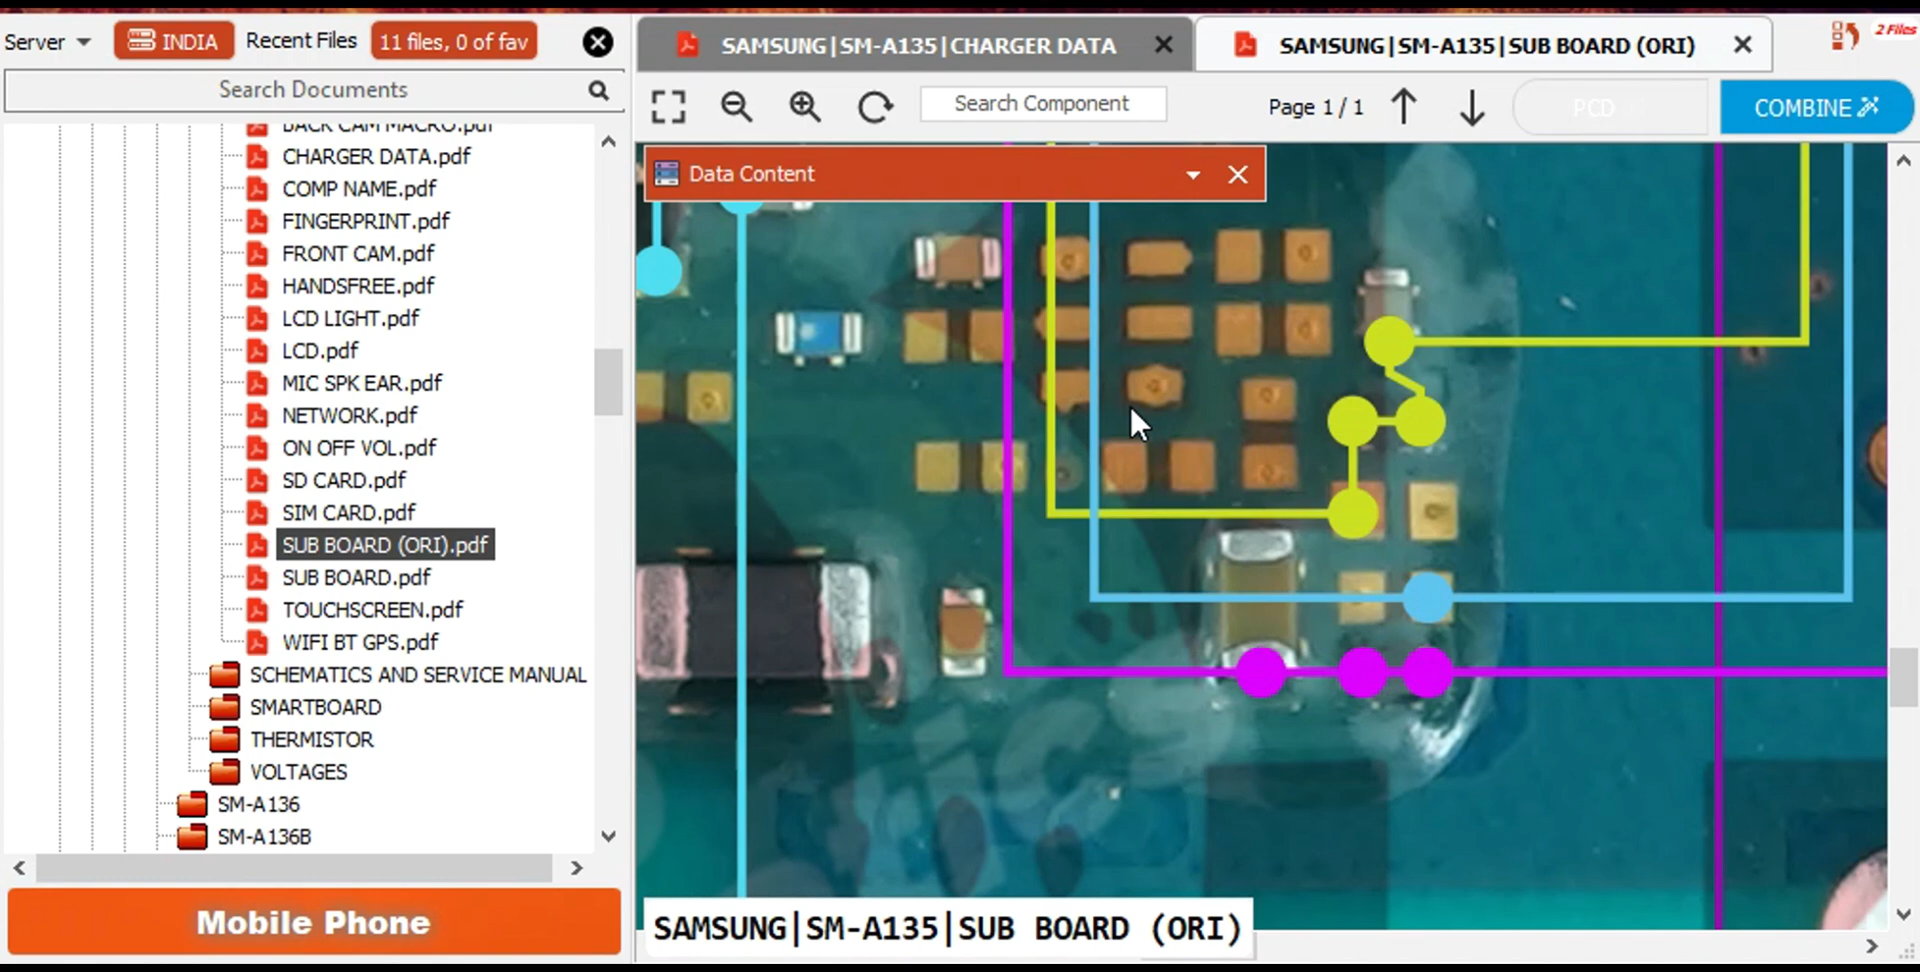 Server INDIA Recent Files 11 files, 0 of fav
Search Documents
BACK CAM MACRO.pdf
CHARGER DATA.pdf
COMP NAME.pdf
FINGERPRINT.pdf
FRONT CAM.pdf
HANDSFREE.pdf
LCD LIGHT.pdf
LCD.pdf
MIC SPK EAR.pdf
NETWORK.pdf
ON OFF VOL.pdf
SD CARD.pdf
SIM CARD.pdf
SUB BOARD (ORI).pdf
SUB BOARD.pdf
TOUCHSCREEN.pdf
WIFI BT GPS.pdf
SCHEMATICS AND SERVICE MANUAL
SMARTBOARD
THERMISTOR
VOLTAGES
SM-A136
SM-A136B
Mobile Phone
SAMSUNG|SM-A135|CHARGER DATA
SAMSUNG|SM-A135|SUB BOARD (ORI)
2 Files
Search Component
Page 1 / 1
PCD
COMBINE
Data Content
SAMSUNG|SM-A135|SUB BOARD (ORI)